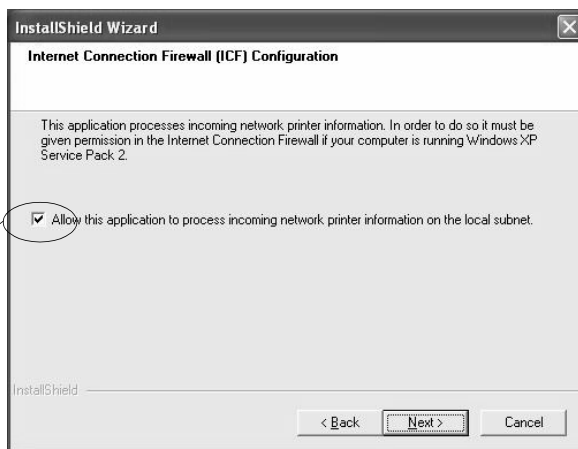 InstallShield Wizard
Internet Connection Firewall (ICF) Configuration
This application processes incoming network printer information. In order to do so it must be
given permission in the Internet Connection Firewall if your computer is running Windows XP
Service Pack 2.
Allow this application to process incoming network printer information on the local subnet.
InstallShield
< Back
Next >
Cancel